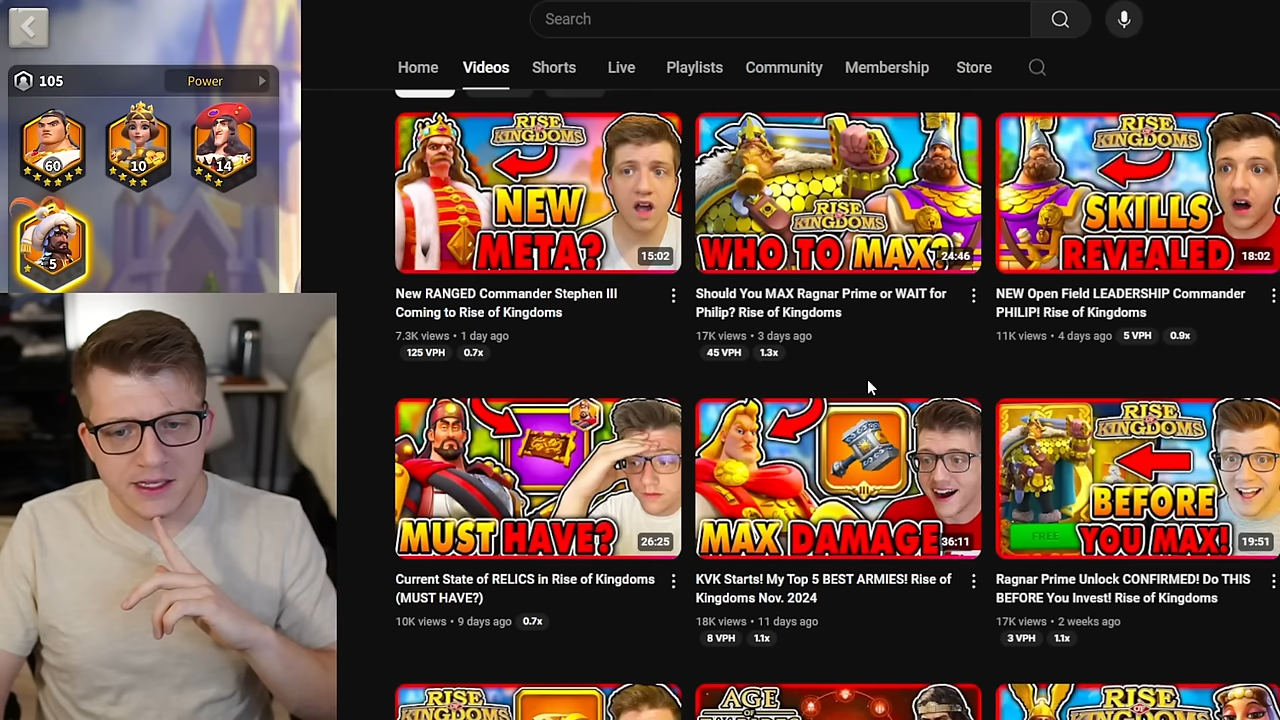 Search
Home
Videos
Shorts
Live
Playlists
Community
Membership
Store
105
Power
60
10
14
5
RISE OF KINGDOMS
NEW
META?
15:02
RISE OF KINGDOMS
WHO TO MAX?
24:46
RISE OF KINGDOMS
SKILLS
REVEALED
18:02
New RANGED Commander Stephen III
Coming to Rise of Kingdoms
7.3K views • 1 day ago
125 VPH
0.7x
Should You MAX Ragnar Prime or WAIT for
Philip? Rise of Kingdoms
17K views • 3 days ago
45 VPH
1.3x
NEW Open Field LEADERSHIP Commander
PHILIP! Rise of Kingdoms
11K views • 4 days ago
5 VPH
0.9x
MUST HAVE?
26:25
III
MAX DAMAGE
36:11
RISE OF KINGDOMS
BEFORE
YOU MAX!
FREE
19:51
Current State of RELICS in Rise of Kingdoms
(MUST HAVE?)
10K views • 9 days ago
0.7x
KVK Starts! My Top 5 BEST ARMIES! Rise of
Kingdoms Nov. 2024
18K views • 11 days ago
8 VPH
1.1x
Ragnar Prime Unlock CONFIRMED! Do THIS
BEFORE You Invest! Rise of Kingdoms
17K views • 2 weeks ago
3 VPH
1.1x
RISE OF
KINGDOMS
AGE
RISE OF